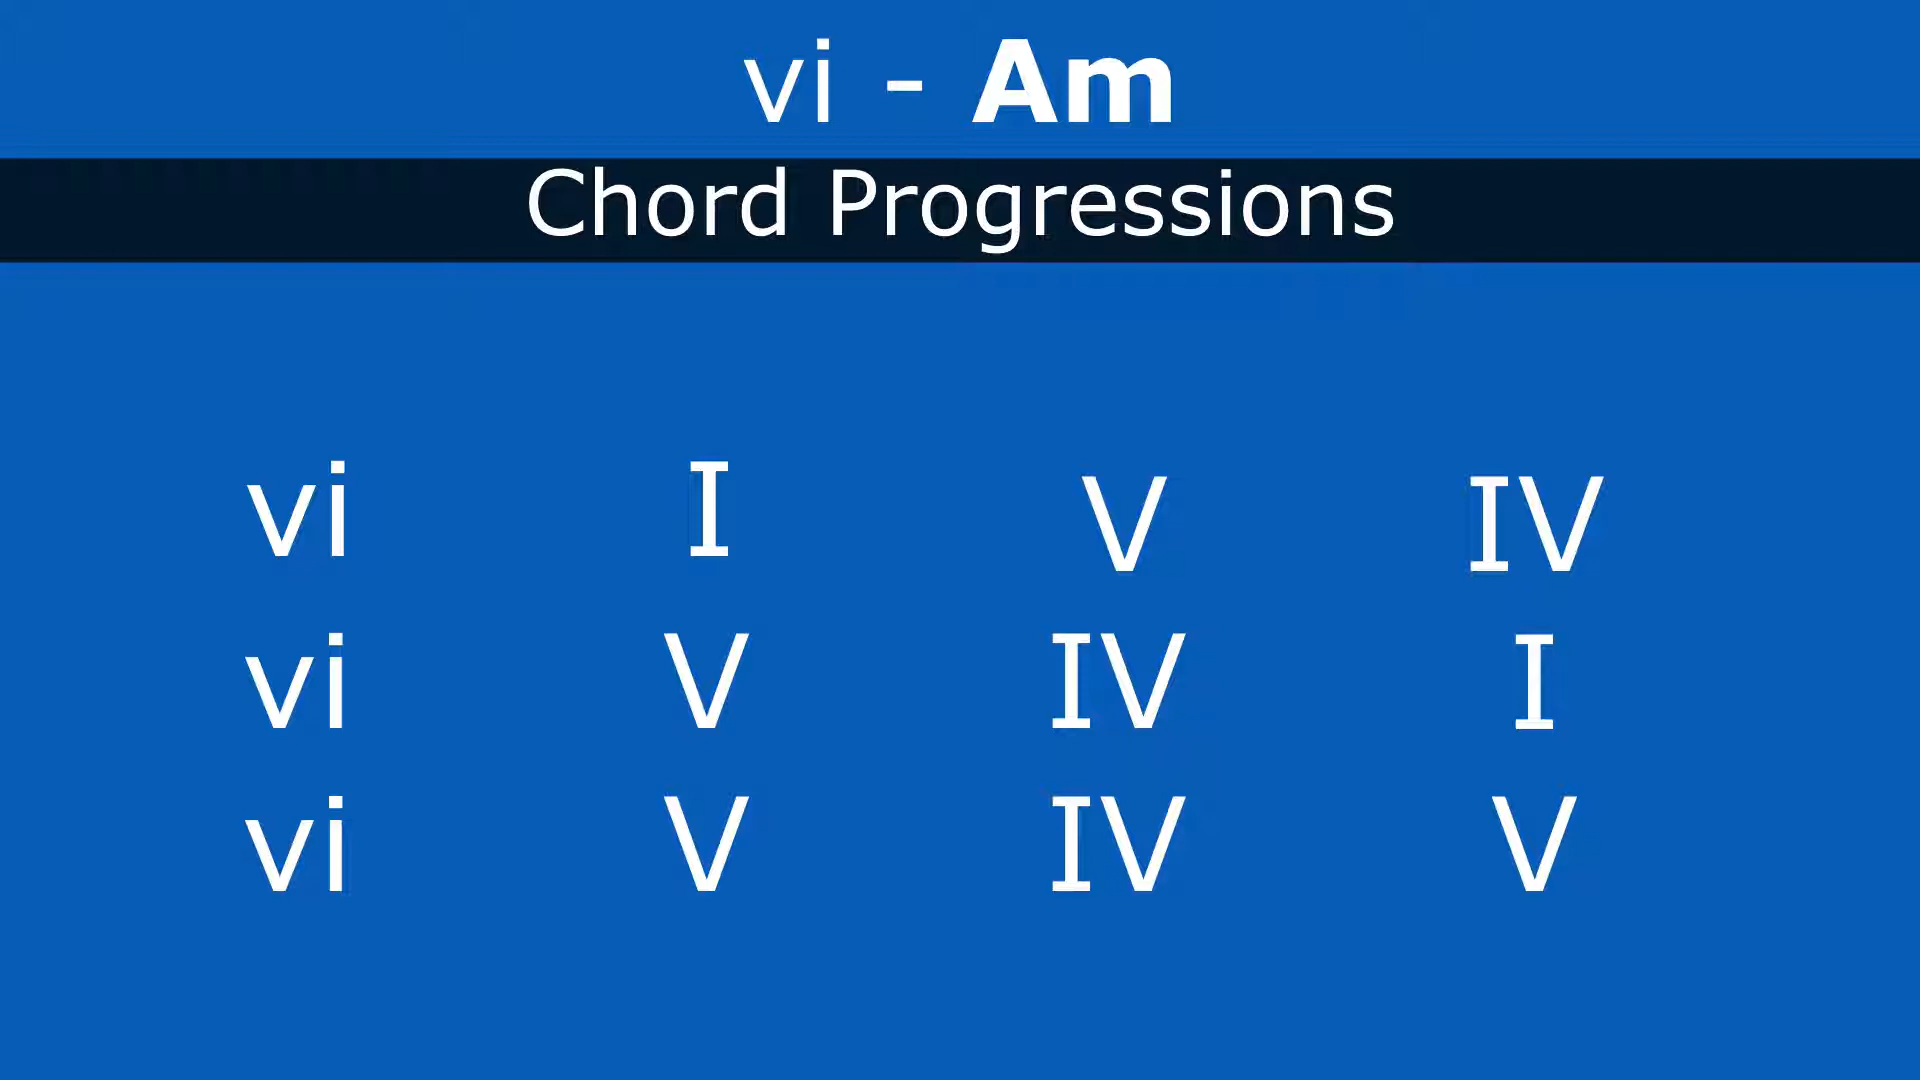 vi - Am
Chord Progressions
vi I V IV
vi V IV I
vi V IV V